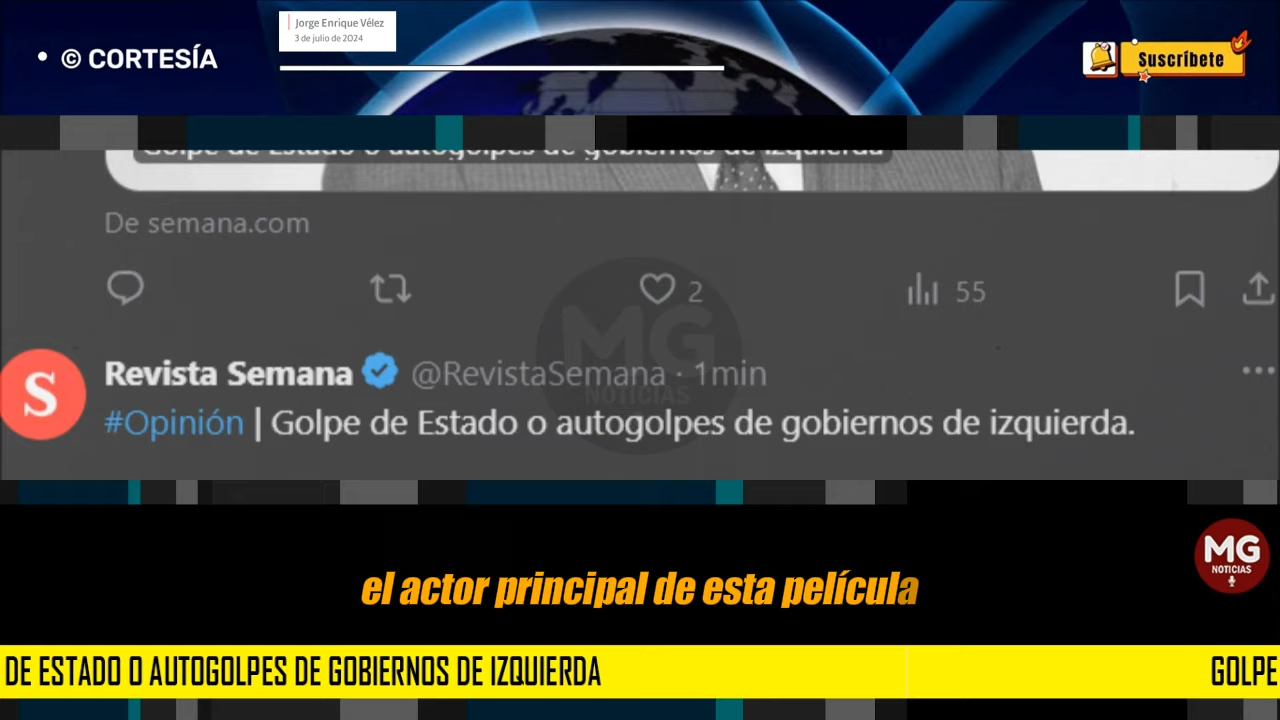 Jorge Enrique Vélez
3 de julio de 2024
• © CORTESÍA
Suscríbete
Golpe de Estado o autogolpes de gobiernos de izquierda
De semana.com
2
55
MG
NOTICIAS
S
Revista Semana @RevistaSemana · 1min
#Opinión | Golpe de Estado o autogolpes de gobiernos de izquierda.
MG
NOTICIAS
el actor principal de esta película
DE ESTADO O AUTOGOLPES DE GOBIERNOS DE IZQUIERDA
GOLPE